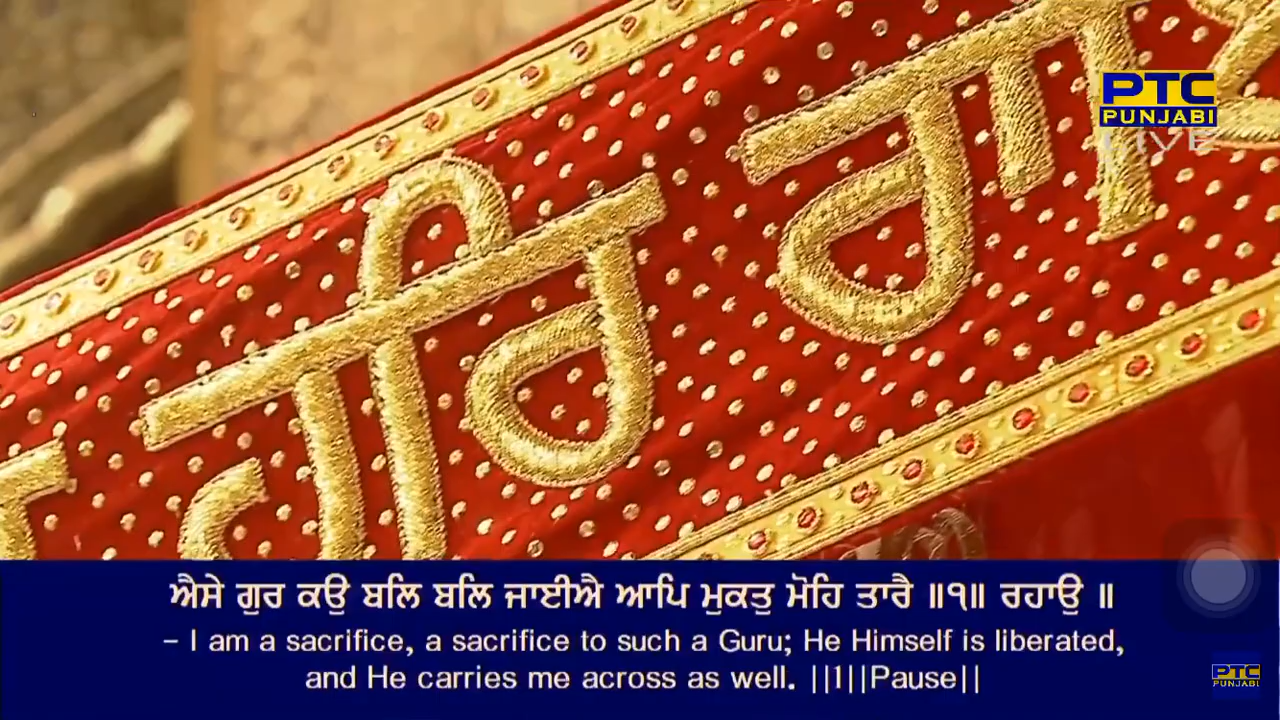 PTC
PUNJABI
LIVE
ਐਸੇ ਗੁਰ ਕਉ ਬਲਿ ਬਲਿ ਜਾਈਐ ਆਪਿ ਮੁਕਤੁ ਮੋਹਿ ਤਾਰੈ ॥੧॥ ਰਹਾਉ ॥
– I am a sacrifice, a sacrifice to such a Guru; He Himself is liberated,
and He carries me across as well. ||1||Pause||
PTC
PUNJABI